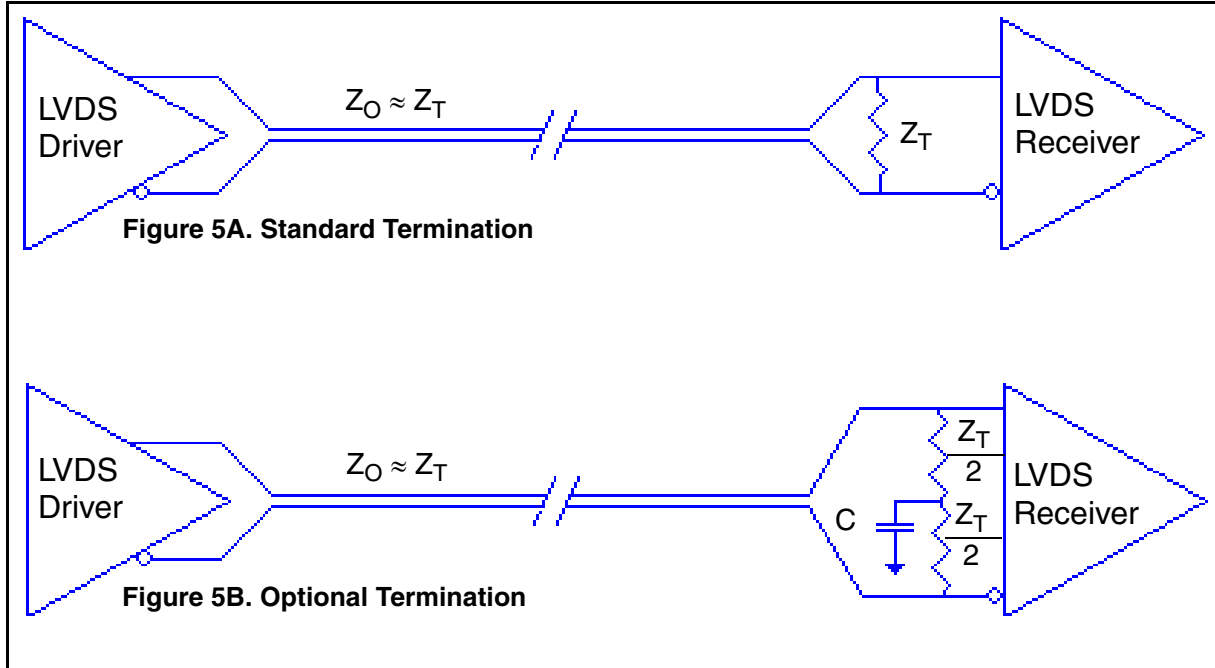 LVDS
Driver
Z_O ≈ Z_T
Z_T
LVDS
Receiver
Figure 5A. Standard Termination
LVDS
Driver
Z_O ≈ Z_T
C
Z_T
2
Z_T
2
LVDS
Receiver
Figure 5B. Optional Termination